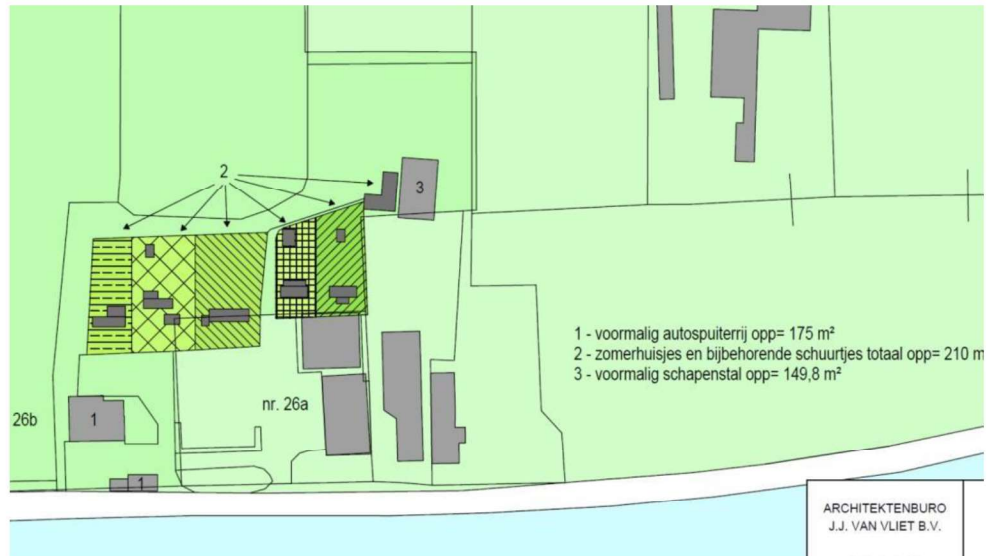 2
3
1 - voormalig autospuiterrij opp= 175 m²
2 - zomerhuisjes en bijbehorende schuurtjes totaal opp= 210 m
3 - voormalig schapenstal opp= 149,8 m²
26b
1
nr. 26a
1
ARCHITEKTENBURO
J.J. VAN VLIET B.V.